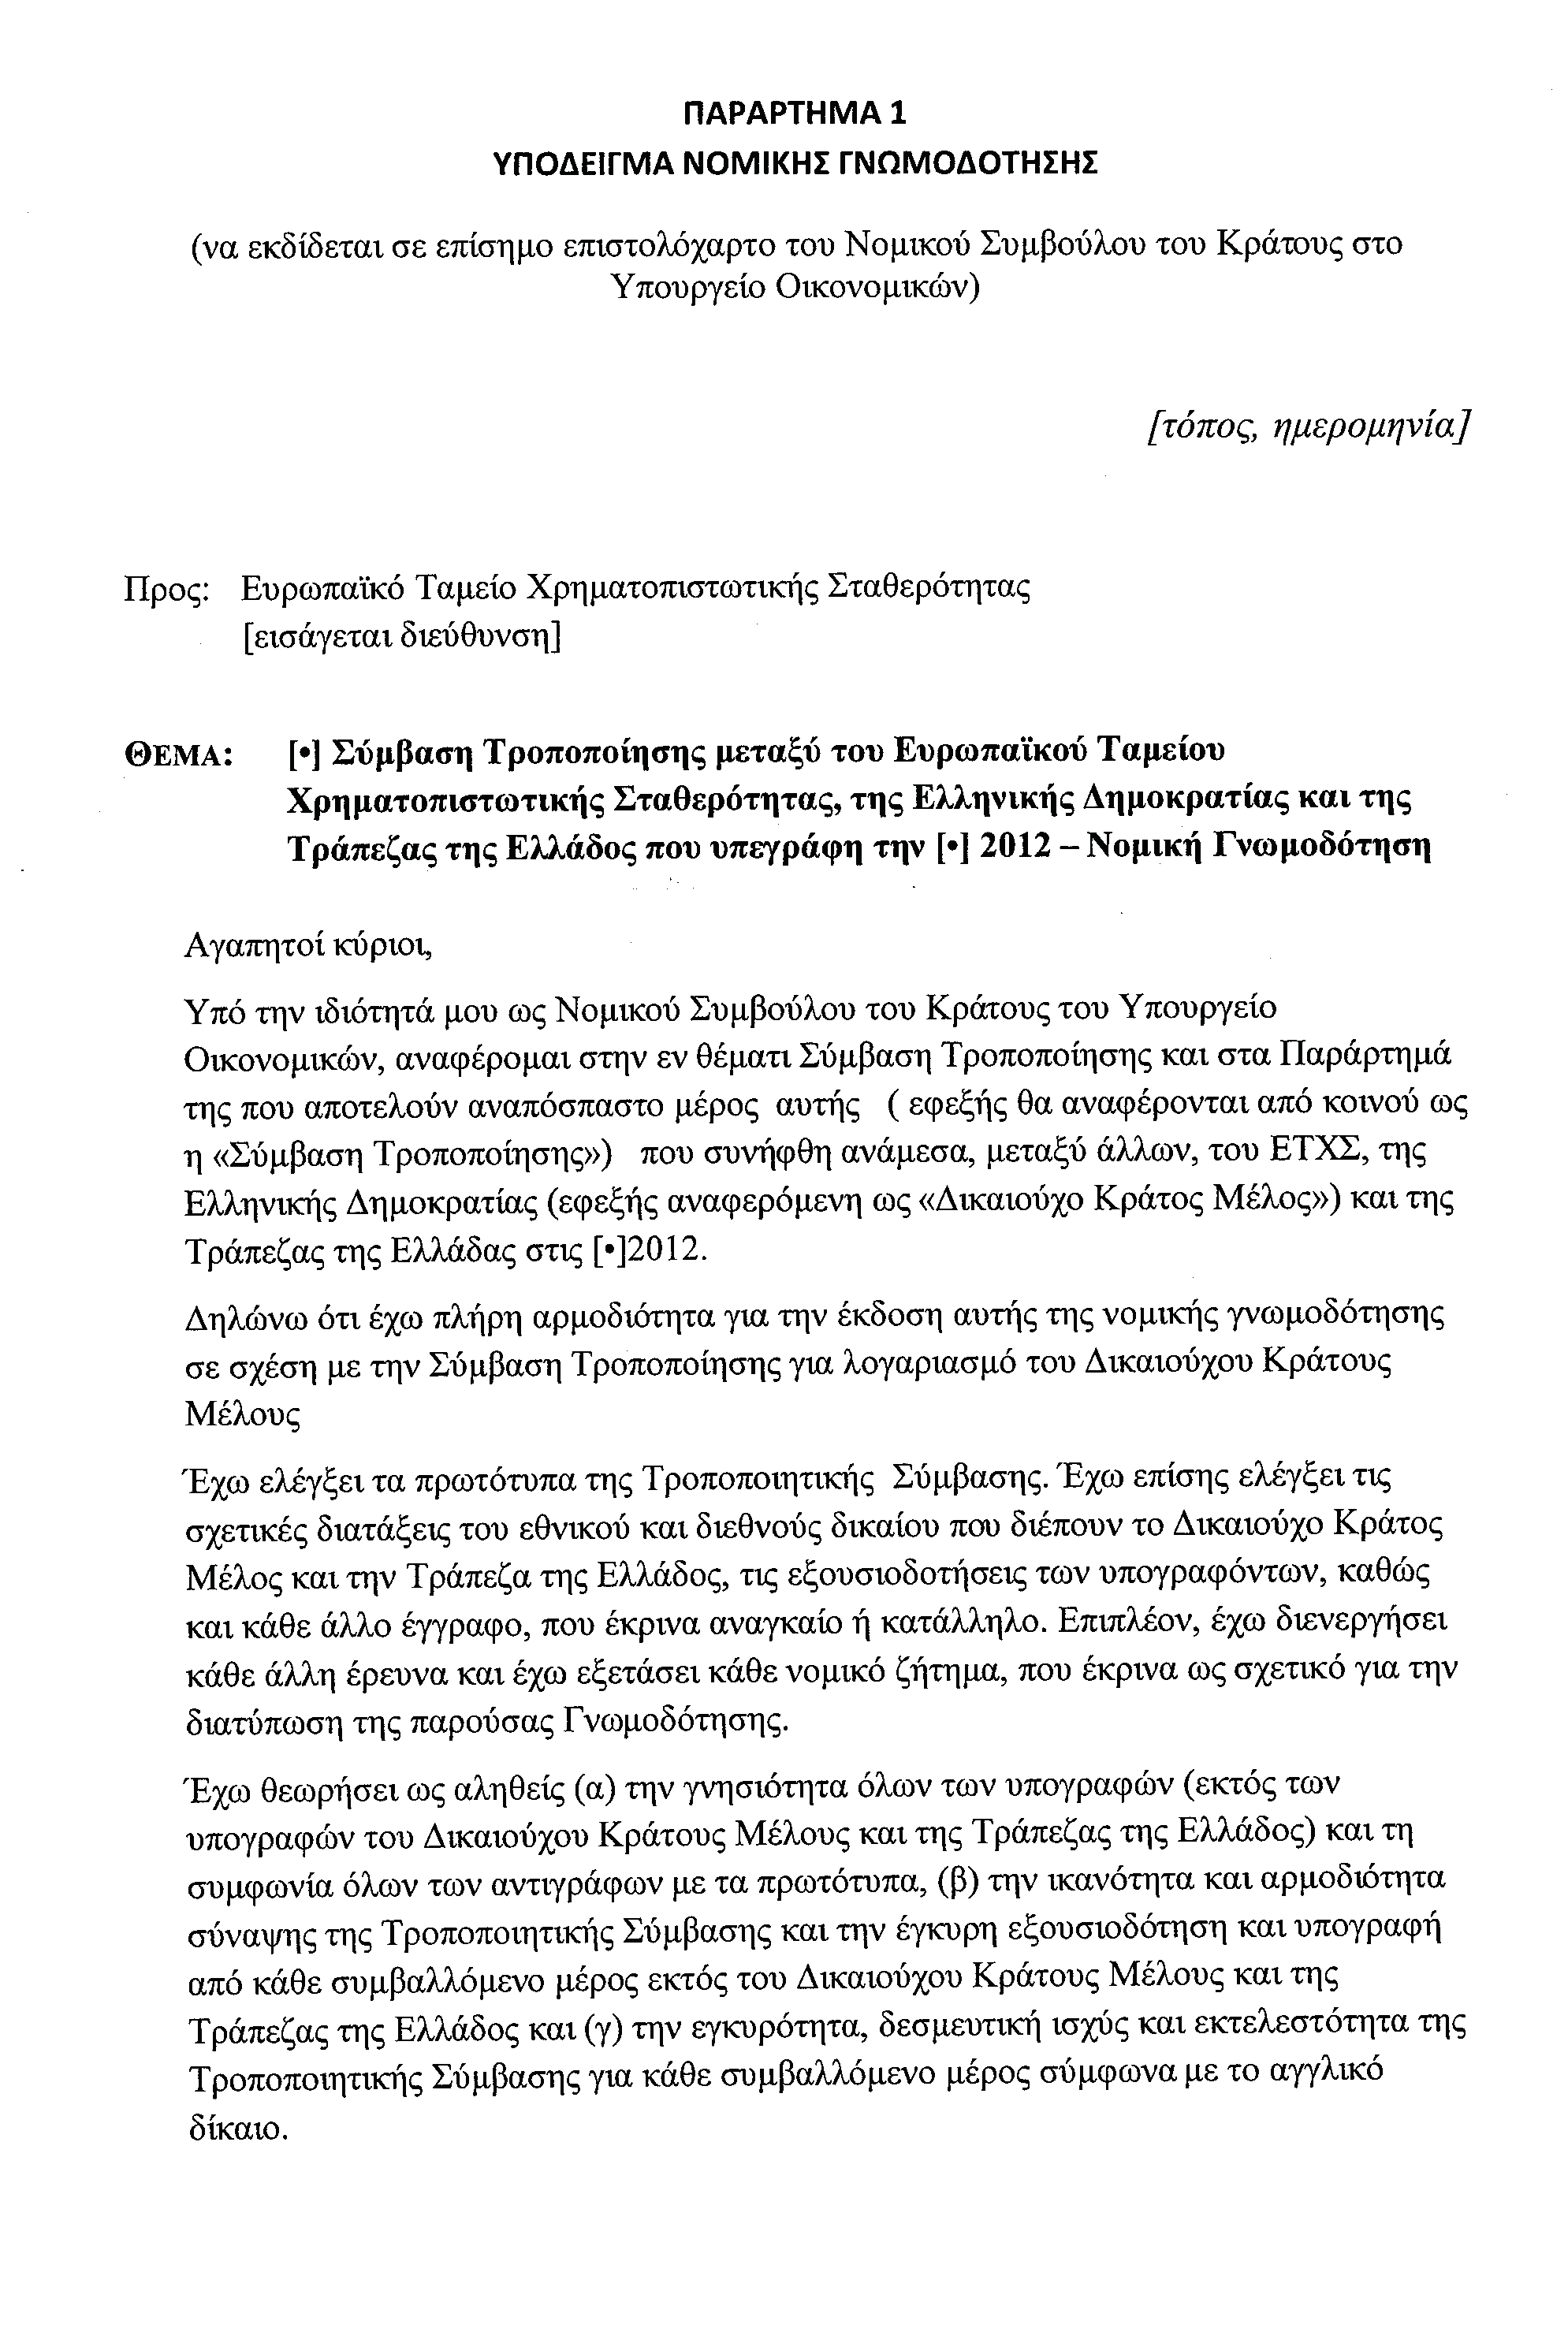 ΠΑΡΑΡΤΗΜΑ 1
ΥΠΟΔΕΙΓΜΑ ΝΟΜΙΚΗΣ ΓΝΩΜΟΔΟΤΗΣΗΣ
(να εκδίδεται σε επίσημο επιστολόχαρτο του Νομικού Συμβούλου του Κράτους στο
Υπουργείο Οικονομικών)
[τόπος, ημερομηνία]
Προς: Ευρωπαϊκό Ταμείο Χρηματοπιστωτικής Σταθερότητας
[εισάγεται διεύθυνση]
ΘΕΜΑ: [•] Σύμβαση Τροποποίησης μεταξύ του Ευρωπαϊκού Ταμείου
Χρηματοπιστωτικής Σταθερότητας, της Ελληνικής Δημοκρατίας και της
Τράπεζας της Ελλάδος που υπεγράφη την [•] 2012 – Νομική Γνωμοδότηση
Αγαπητοί κύριοι,
Υπό την ιδιότητά μου ως Νομικού Συμβούλου του Κράτους του Υπουργείο
Οικονομικών, αναφέρομαι στην εν θέματι Σύμβαση Τροποποίησης και στα Παράρτημά
της που αποτελούν αναπόσπαστο μέρος αυτής ( εφεξής θα αναφέρονται από κοινού ως
η «Σύμβαση Τροποποίησης») που συνήφθη ανάμεσα, μεταξύ άλλων, του ΕΤΧΣ, της
Ελληνικής Δημοκρατίας (εφεξής αναφερόμενη ως «Δικαιούχο Κράτος Μέλος») και της
Τράπεζας της Ελλάδας στις [•]2012.
Δηλώνω ότι έχω πλήρη αρμοδιότητα για την έκδοση αυτής της νομικής γνωμοδότησης
σε σχέση με την Σύμβαση Τροποποίησης για λογαριασμό του Δικαιούχου Κράτους
Μέλους
Έχω ελέγξει τα πρωτότυπα της Τροποποιητικής Σύμβασης. Έχω επίσης ελέγξει τις
σχετικές διατάξεις του εθνικού και διεθνούς δικαίου που διέπουν το Δικαιούχο Κράτος
Μέλος και την Τράπεζα της Ελλάδος, τις εξουσιοδοτήσεις των υπογραφόντων, καθώς
και κάθε άλλο έγγραφο, που έκρινα αναγκαίο ή κατάλληλο. Επιπλέον, έχω διενεργήσει
κάθε άλλη έρευνα και έχω εξετάσει κάθε νομικό ζήτημα, που έκρινα ως σχετικό για την
διατύπωση της παρούσας Γνωμοδότησης.
Έχω θεωρήσει ως αληθείς (α) την γνησιότητα όλων των υπογραφών (εκτός των
υπογραφών του Δικαιούχου Κράτους Μέλους και της Τράπεζας της Ελλάδος) και τη
συμφωνία όλων των αντιγράφων με τα πρωτότυπα, (β) την ικανότητα και αρμοδιότητα
σύναψης της Τροποποιητικής Σύμβασης και την έγκυρη εξουσιοδότηση και υπογραφή
από κάθε συμβαλλόμενο μέρος εκτός του Δικαιούχου Κράτους Μέλους και της
Τράπεζας της Ελλάδος και (γ) την εγκυρότητα, δεσμευτική ισχύς και εκτελεστότητα της
Τροποποιητικής Σύμβασης για κάθε συμβαλλόμενο μέρος σύμφωνα με το αγγλικό
δίκαιο.